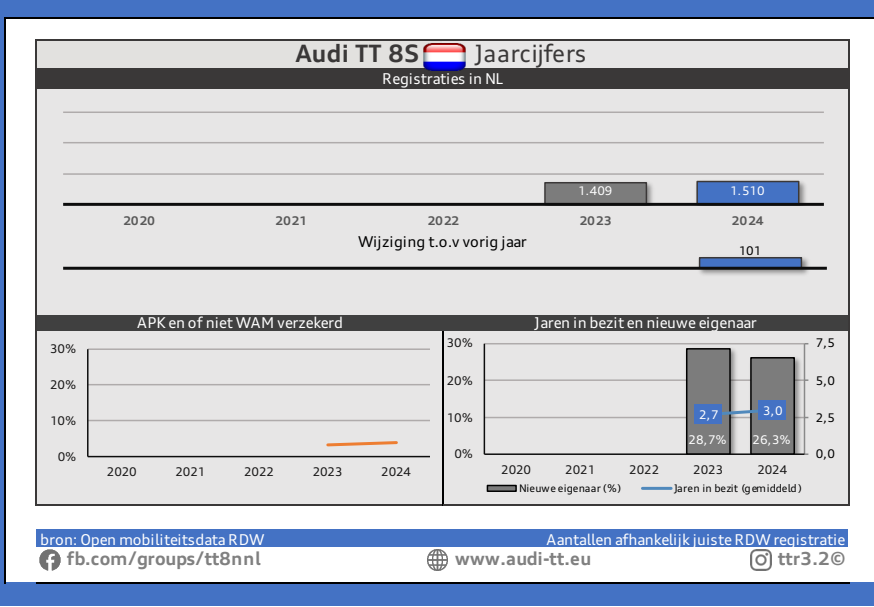 Audi TT 8S Jaarcijfers
Registraties in NL
1.409 1.510
2020 2021 2022 2023 2024
Wijziging t.o.v vorig jaar
101
APK en of niet WAM verzekerd
30%
20%
10%
0%
2020 2021 2022 2023 2024
Jaren in bezit en nieuwe eigenaar
30% 7,5
20% 5,0
10% 2,7 3,0 2,5
28,7% 26,3%
0% 0,0
2020 2021 2022 2023 2024
Nieuwe eigenaar (%) Jaren in bezit (gemiddeld)
bron: Open mobiliteitsdata RDW Aantallen afhankelijk juiste RDW registratie
fb.com/groups/tt8nnl www.audi-tt.eu ttr3.2©